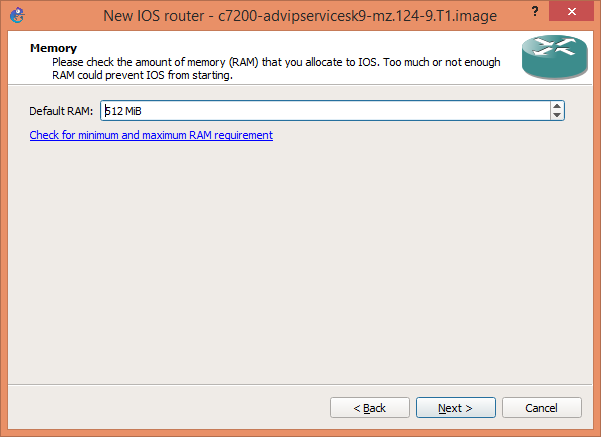 New IOS router - c7200-advipservicesk9-mz.124-9.T1.image
?
Memory
Please check the amount of memory (RAM) that you allocate to IOS. Too much or not enough
RAM could prevent IOS from starting.
Default RAM: 512 MiB
Check for minimum and maximum RAM requirement
< Back Next > Cancel